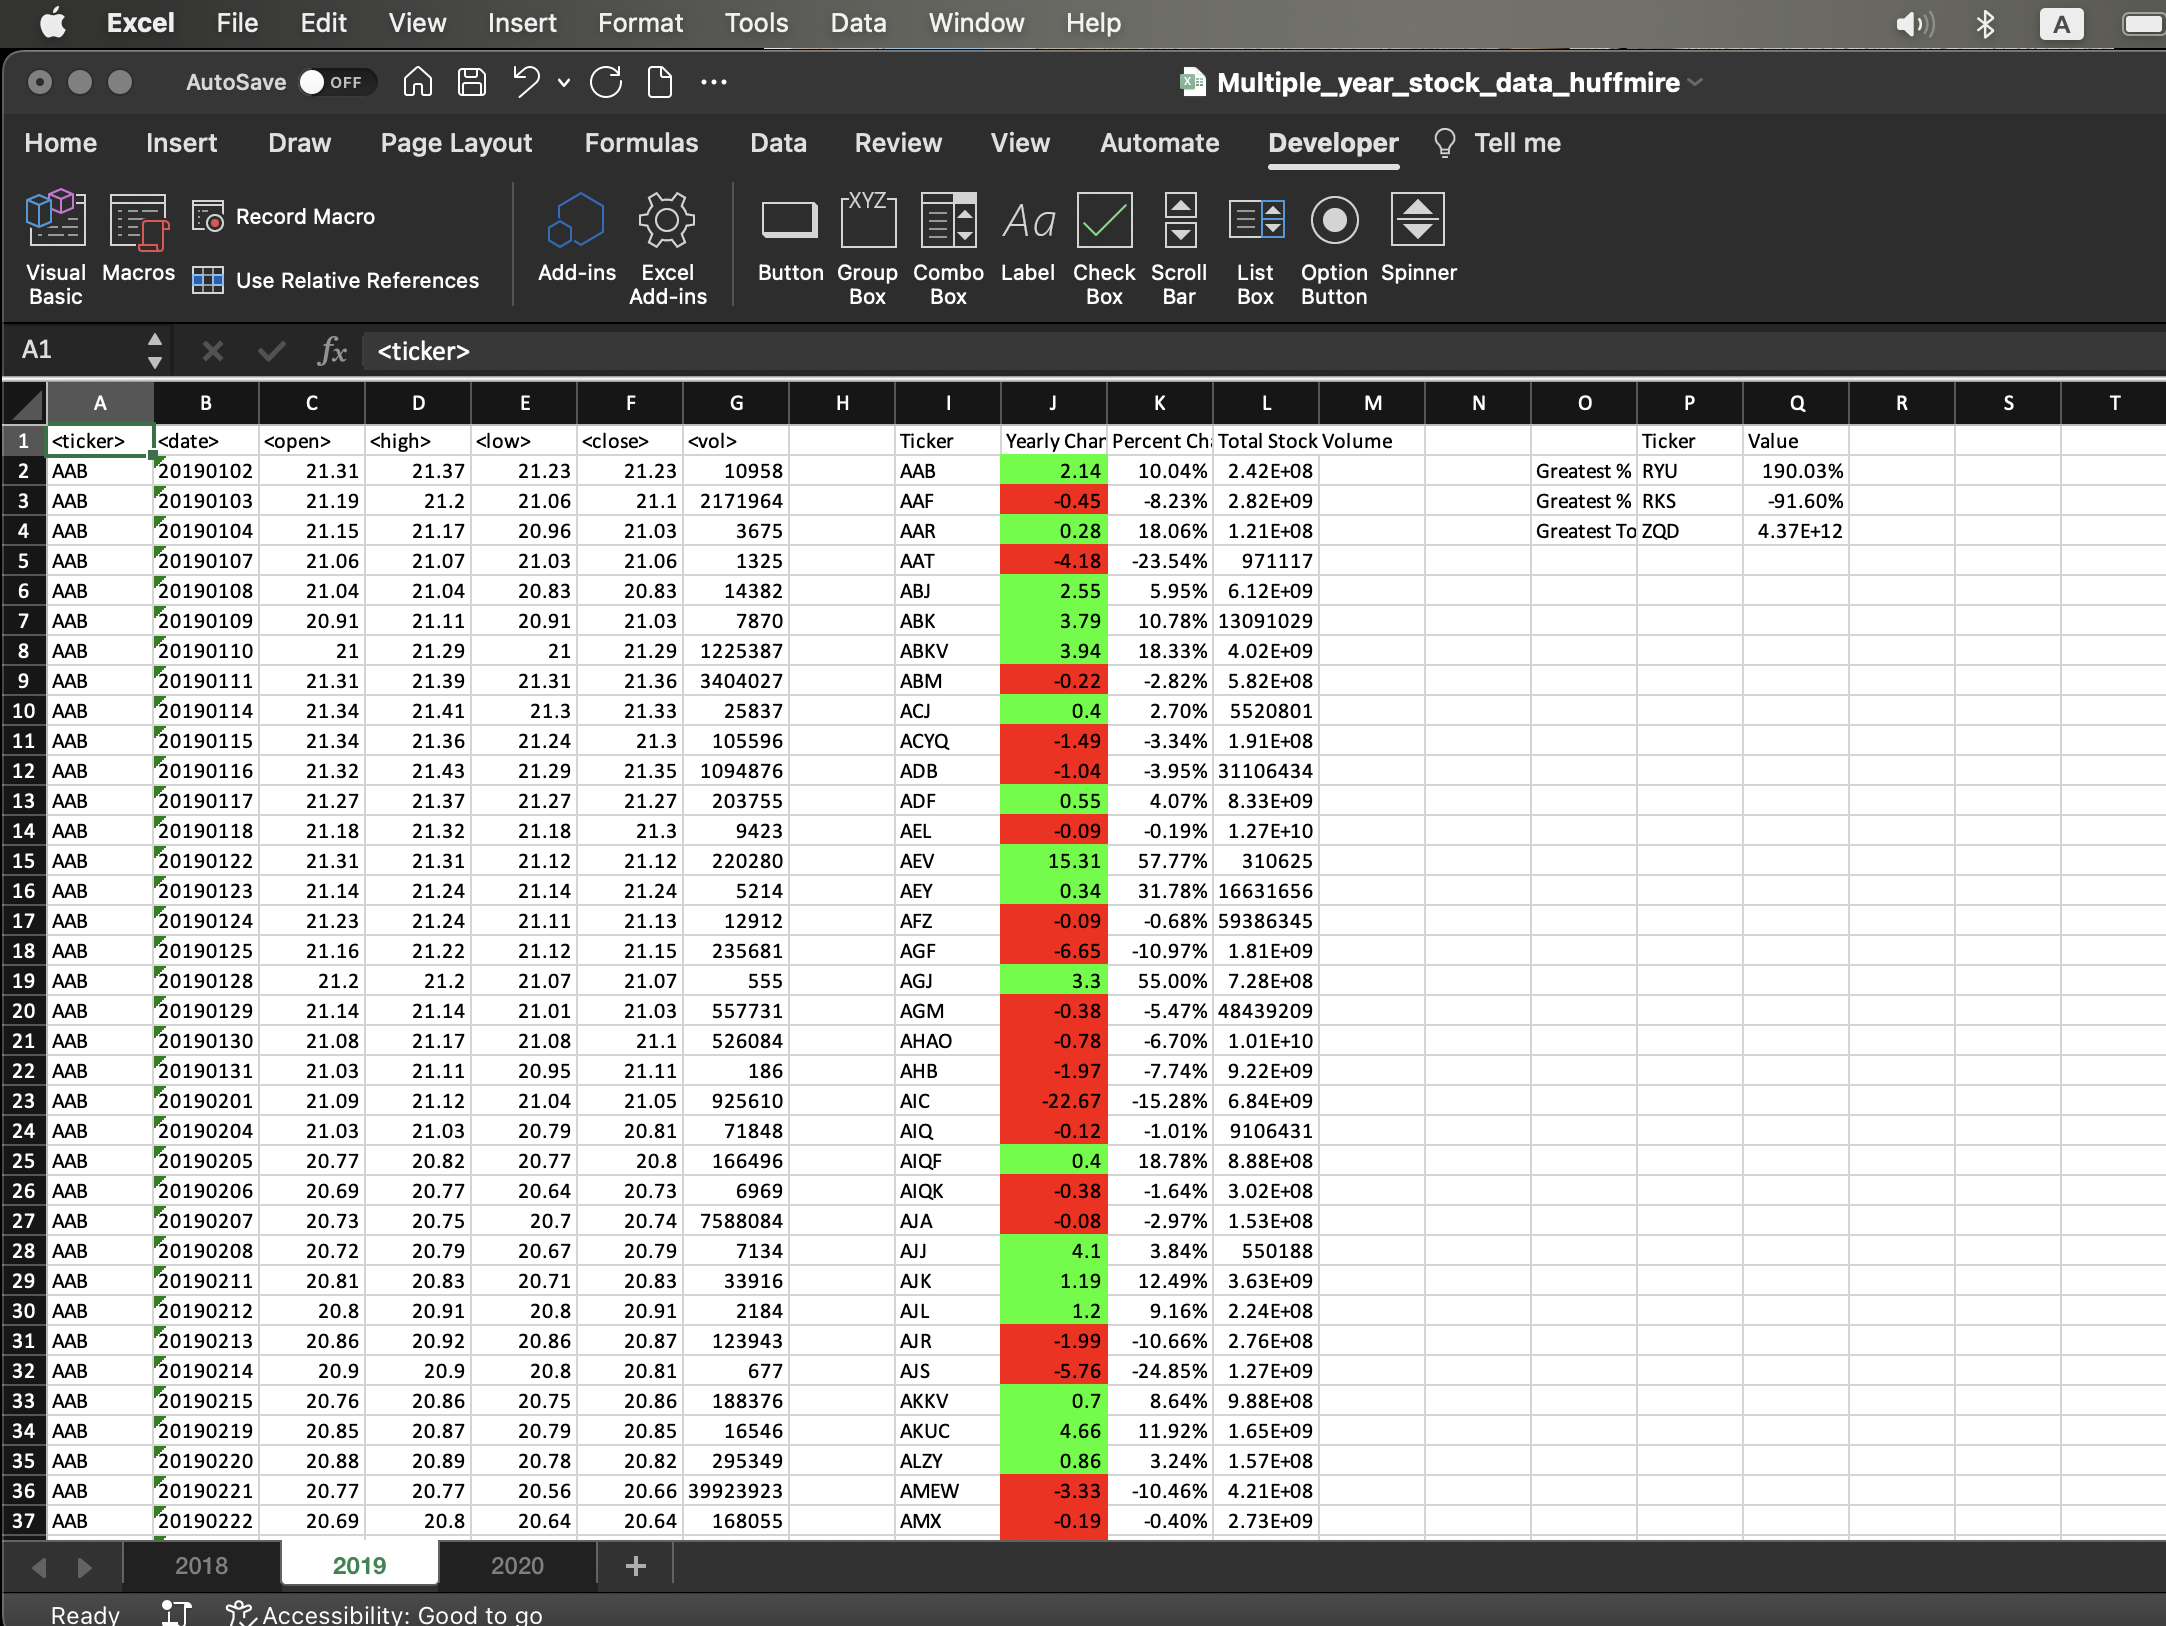 Excel File Edit View Insert Format Tools Data Window Help A
AutoSave OFF Multiple_year_stock_data_huffmire
Home Insert Draw Page Layout Formulas Data Review View Automate Developer Tell me
Visual Basic Macros Record Macro Use Relative References Add-ins Excel Add-ins Button XYZ Group Box Combo Box Aa Label Check Box Scroll Bar List Box Option Button Spinner
A1 fx <ticker>
A B C D E F G H I J K L M N O P Q R S T
1 <ticker> <date> <open> <high> <low> <close> <vol> Ticker Yearly Char Percent Ch Total Stock Volume Ticker Value
2 AAB 20190102 21.31 21.37 21.23 21.23 10958 AAB 2.14 10.04% 2.42E+08 Greatest % RYU 190.03%
3 AAB 20190103 21.19 21.2 21.06 21.1 2171964 AAF -0.45 -8.23% 2.82E+09 Greatest % RKS -91.60%
4 AAB 20190104 21.15 21.17 20.96 21.03 3675 AAR 0.28 18.06% 1.21E+08 Greatest To ZQD 4.37E+12
5 AAB 20190107 21.06 21.07 21.03 21.06 1325 AAT -4.18 -23.54% 971117
6 AAB 20190108 21.04 21.04 20.83 20.83 14382 ABJ 2.55 5.95% 6.12E+09
7 AAB 20190109 20.91 21.11 20.91 21.03 7870 ABK 3.79 10.78% 13091029
8 AAB 20190110 21 21.29 21 21.29 1225387 ABKV 3.94 18.33% 4.02E+09
9 AAB 20190111 21.31 21.39 21.31 21.36 3404027 ABM -0.22 -2.82% 5.82E+08
10 AAB 20190114 21.34 21.41 21.3 21.33 25837 ACJ 0.4 2.70% 5520801
11 AAB 20190115 21.34 21.36 21.24 21.3 105596 ACYQ -1.49 -3.34% 1.91E+08
12 AAB 20190116 21.32 21.43 21.29 21.35 1094876 ADB -1.04 -3.95% 31106434
13 AAB 20190117 21.27 21.37 21.27 21.27 203755 ADF 0.55 4.07% 8.33E+09
14 AAB 20190118 21.18 21.32 21.18 21.3 9423 AEL -0.09 -0.19% 1.27E+10
15 AAB 20190122 21.31 21.31 21.12 21.12 220280 AEV 15.31 57.77% 310625
16 AAB 20190123 21.14 21.24 21.14 21.24 5214 AEY 0.34 31.78% 16631656
17 AAB 20190124 21.23 21.24 21.11 21.13 12912 AFZ -0.09 -0.68% 59386345
18 AAB 20190125 21.16 21.22 21.12 21.15 235681 AGF -6.65 -10.97% 1.81E+09
19 AAB 20190128 21.2 21.2 21.07 21.07 555 AGJ 3.3 55.00% 7.28E+08
20 AAB 20190129 21.14 21.14 21.01 21.03 557731 AGM -0.38 -5.47% 48439209
21 AAB 20190130 21.08 21.17 21.08 21.1 526084 AHAO -0.78 -6.70% 1.01E+10
22 AAB 20190131 21.03 21.11 20.95 21.11 186 AHB -1.97 -7.74% 9.22E+09
23 AAB 20190201 21.09 21.12 21.04 21.05 925610 AIC -22.67 -15.28% 6.84E+09
24 AAB 20190204 21.03 21.03 20.79 20.81 71848 AIQ -0.12 -1.01% 9106431
25 AAB 20190205 20.77 20.82 20.77 20.8 166496 AIQF 0.4 18.78% 8.88E+08
26 AAB 20190206 20.69 20.77 20.64 20.73 6969 AIQK -0.38 -1.64% 3.02E+08
27 AAB 20190207 20.73 20.75 20.7 20.74 7588084 AJA -0.08 -2.97% 1.53E+08
28 AAB 20190208 20.72 20.79 20.67 20.79 7134 AJJ 4.1 3.84% 550188
29 AAB 20190211 20.81 20.83 20.71 20.83 33916 AJK 1.19 12.49% 3.63E+09
30 AAB 20190212 20.8 20.91 20.8 20.91 2184 AJL 1.2 9.16% 2.24E+08
31 AAB 20190213 20.86 20.92 20.86 20.87 123943 AJR -1.99 -10.66% 2.76E+08
32 AAB 20190214 20.9 20.9 20.8 20.81 677 AJS -5.76 -24.85% 1.27E+09
33 AAB 20190215 20.76 20.86 20.75 20.86 188376 AKKV 0.7 8.64% 9.88E+08
34 AAB 20190219 20.85 20.87 20.79 20.85 16546 AKUC 4.66 11.92% 1.65E+09
35 AAB 20190220 20.88 20.89 20.78 20.82 295349 ALZY 0.86 3.24% 1.57E+08
36 AAB 20190221 20.77 20.77 20.56 20.66 39923923 AMEW -3.33 -10.46% 4.21E+08
37 AAB 20190222 20.69 20.8 20.64 20.64 168055 AMX -0.19 -0.40% 2.73E+09
2018 2019 2020 +
Ready Accessibility: Good to go